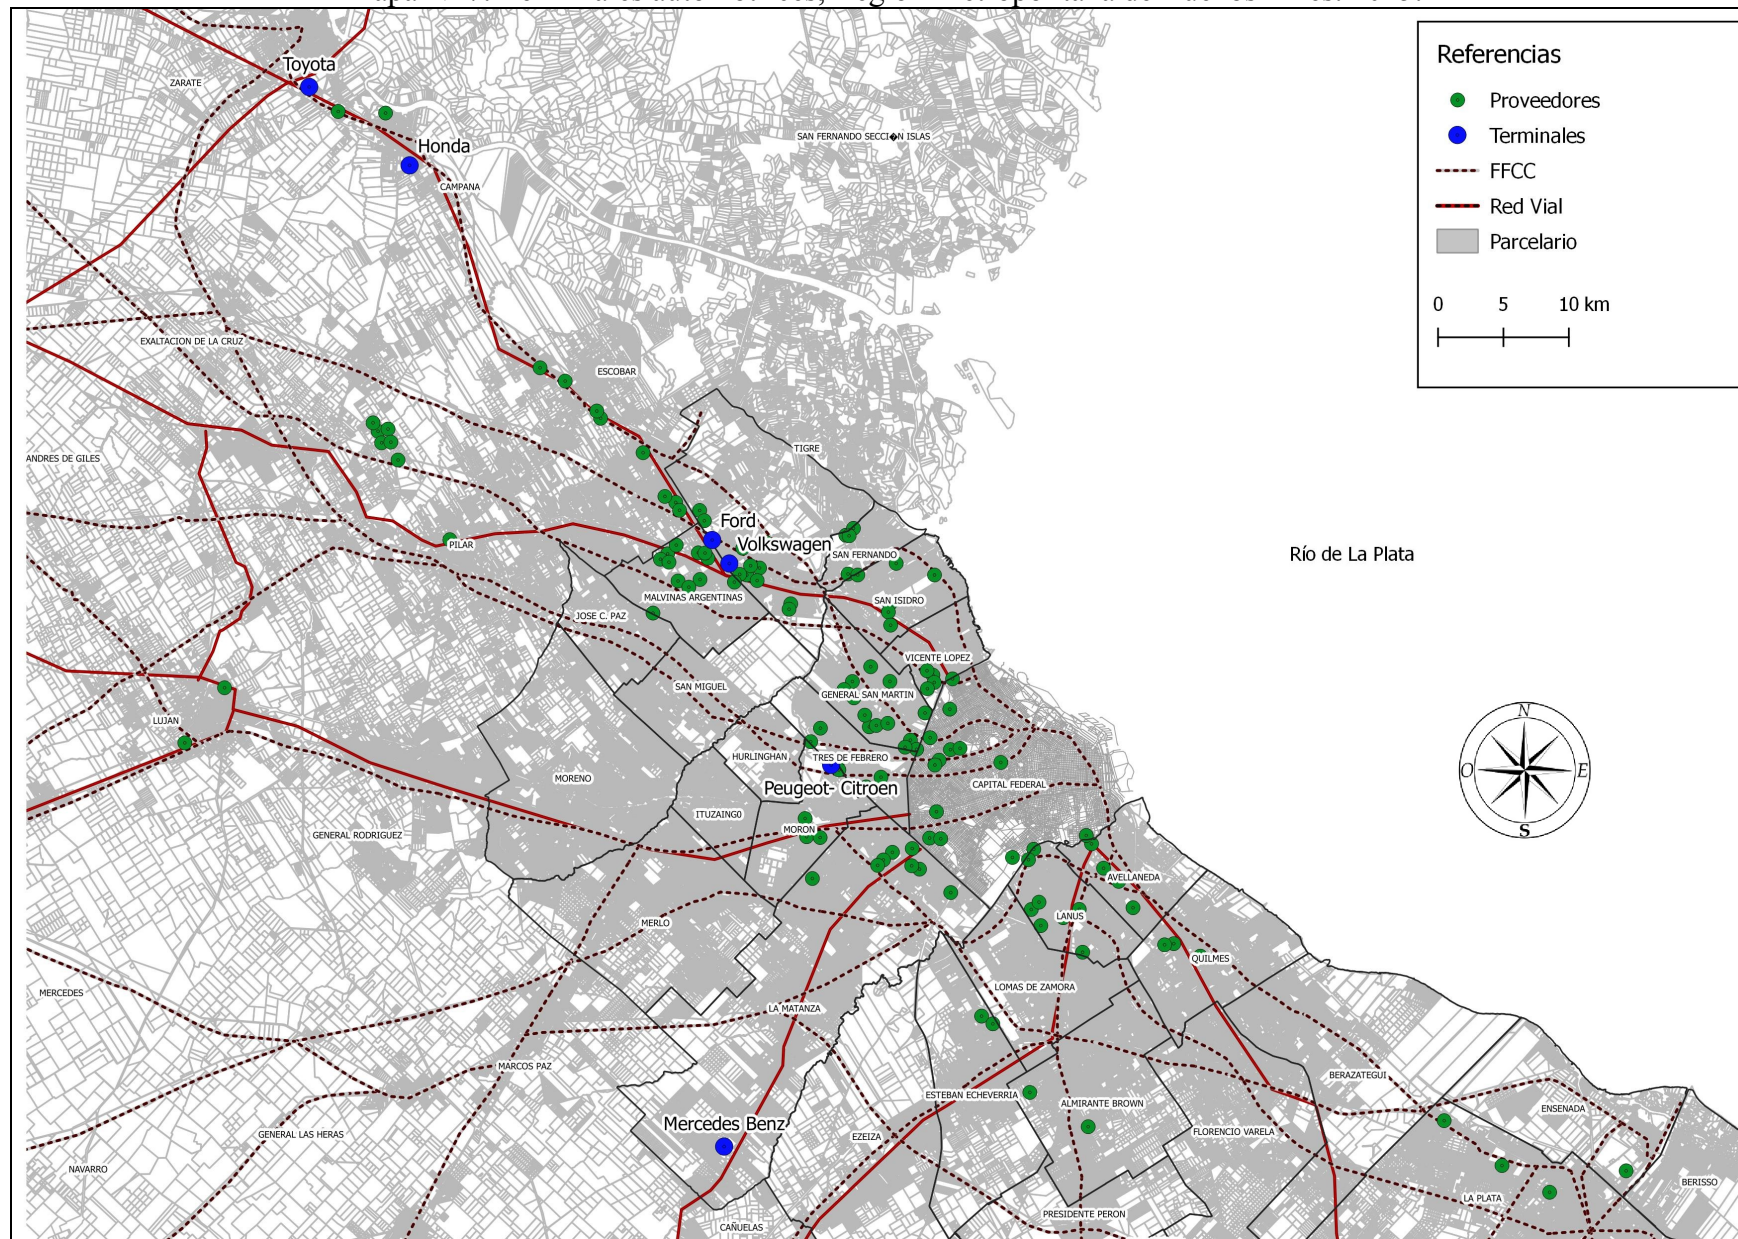 Toyota
ZARATE
Honda
CAMPANA
SAN FERNANDO SECCI�N ISLAS
EXALTACION DE LA CRUZ
ESCOBAR
ANDRES DE GILES
TIGRE
Ford
Volkswagen
PILAR
SAN FERNANDO
MALVINAS ARGENTINAS
SAN ISIDRO
JOSE C. PAZ
VICENTE LOPEZ
SAN MIGUEL
GENERAL SAN MARTIN
LUJAN
HURLINGHAN
TRES DE FEBRERO
MORENO
Peugeot- Citroen
CAPITAL FEDERAL
ITUZAINGO
MORON
GENERAL RODRIGUEZ
AVELLANEDA
MERLO
LANUS
QUILMES
MERCEDES
LOMAS DE ZAMORA
LA MATANZA
MARCOS PAZ
BERAZATEGUI
ESTEBAN ECHEVERRIA
ALMIRANTE BROWN
ENSENADA
Mercedes Benz
GENERAL LAS HERAS
EZEIZA
FLORENCIO VARELA
NAVARRO
BERISSO
LA PLATA
PRESIDENTE PERON
CAÑUELAS
Río de La Plata
Referencias
Proveedores
Terminales
FFCC
Red Vial
Parcelario
0 5 10 km
N
O E
S